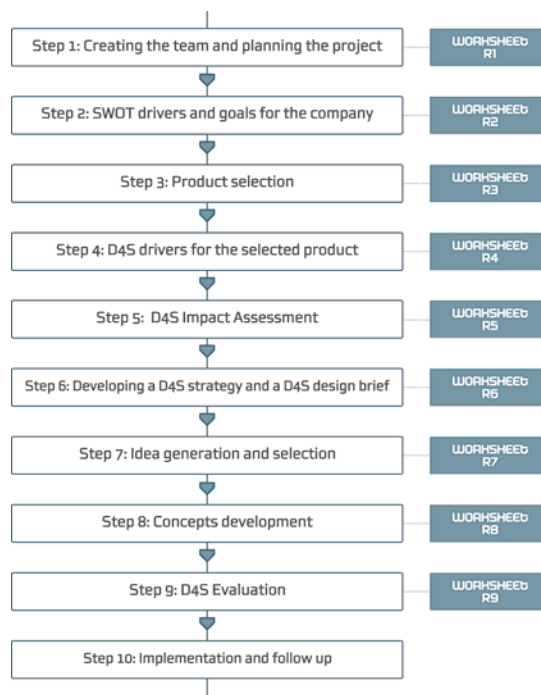 Step 1: Creating the team and planning the project
WORKSHEET
R1
Step 2: SWOT drivers and goals for the company
WORKSHEET
R2
Step 3: Product selection
WORKSHEET
R3
Step 4: D4S drivers for the selected product
WORKSHEET
R4
Step 5: D4S Impact Assessment
WORKSHEET
R5
Step 6: Developing a D4S strategy and a D4S design brief
WORKSHEET
R6
Step 7: Idea generation and selection
WORKSHEET
R7
Step 8: Concepts development
WORKSHEET
R8
Step 9: D4S Evaluation
WORKSHEET
R9
Step 10: Implementation and follow up